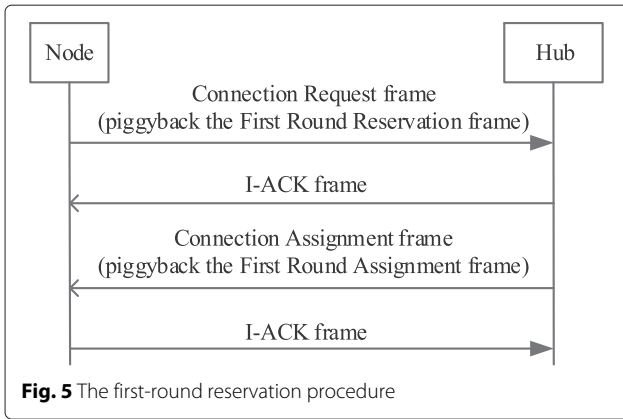 Node
Hub
Connection Request frame
(piggyback the First Round Reservation frame)
I-ACK frame
Connection Assignment frame
(piggyback the First Round Assignment frame)
I-ACK frame
Fig. 5 The first-round reservation procedure